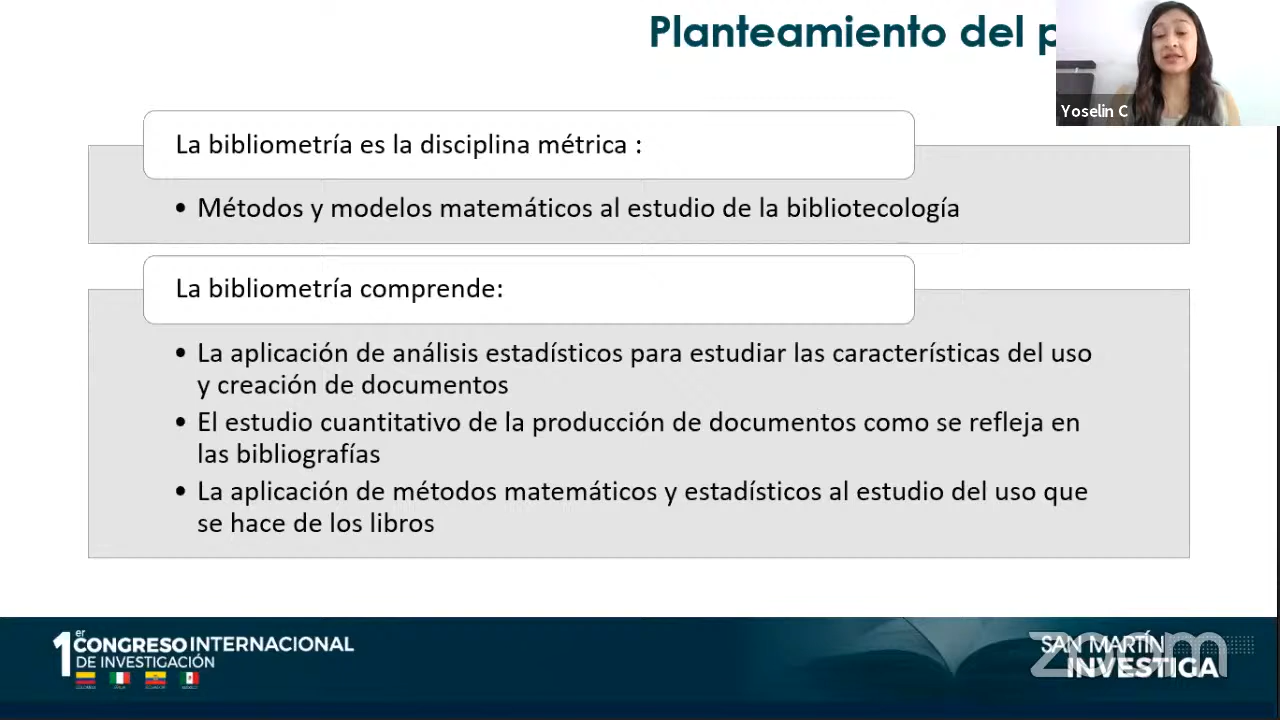 Planteamiento del p
Yoselin C
La bibliometría es la disciplina métrica :
• Métodos y modelos matemáticos al estudio de la bibliotecología
La bibliometría comprende:
• La aplicación de análisis estadísticos para estudiar las características del uso
y creación de documentos
• El estudio cuantitativo de la producción de documentos como se refleja en
las bibliografías
• La aplicación de métodos matemáticos y estadísticos al estudio del uso que
se hace de los libros
1er CONGRESO INTERNACIONAL
DE INVESTIGACIÓN
SAN MARTÍN
INVESTIGA
zoom